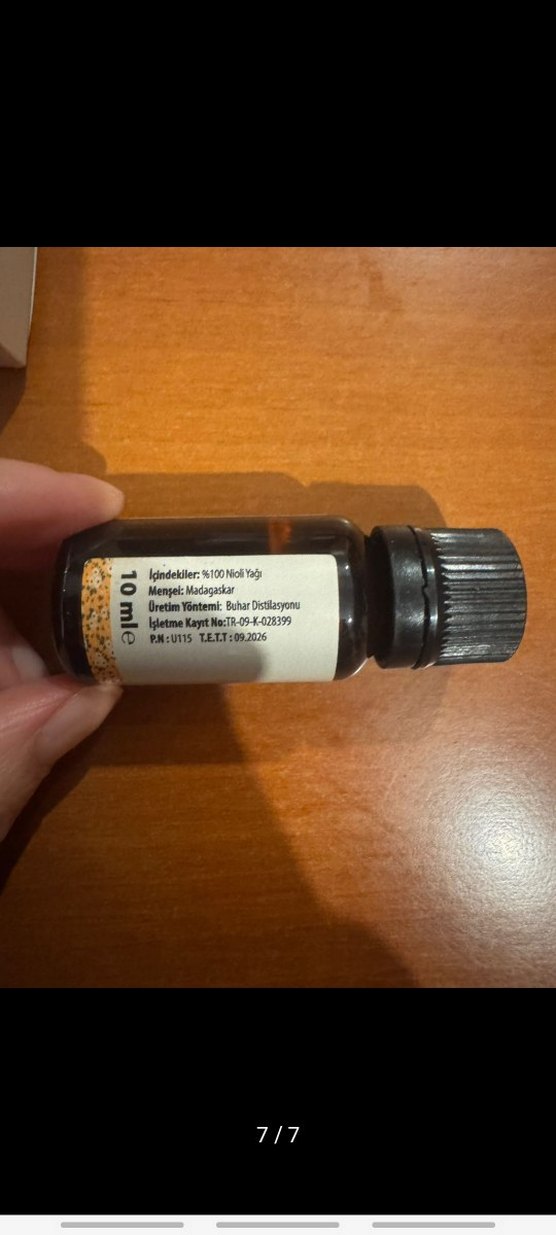 İçindekiler: %100 Nioli Yağı
Menşei: Madagaskar
Üretim Yöntemi: Buhar Distilasyonu
İşletme Kayıt No:TR-09-K-028399
P.N : U115 T.E.T.T : 09.2026
10 ml e
7 / 7